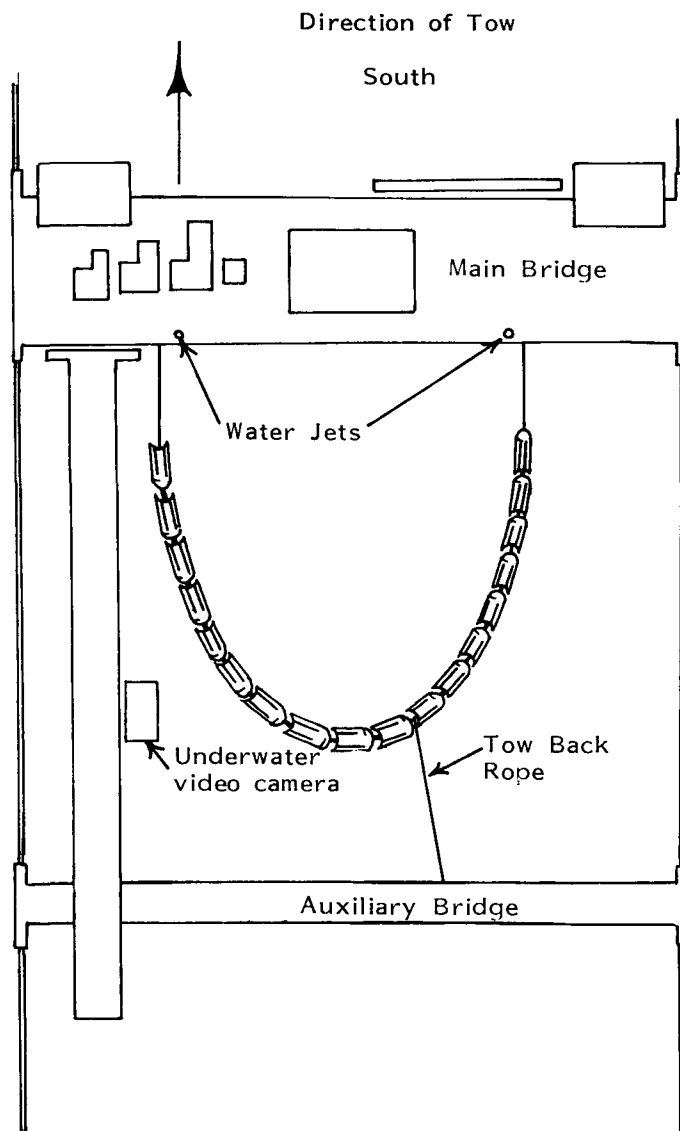 Direction of Tow
South
Main Bridge
Water Jets
Underwater
video camera
Tow Back
Rope
Auxiliary Bridge